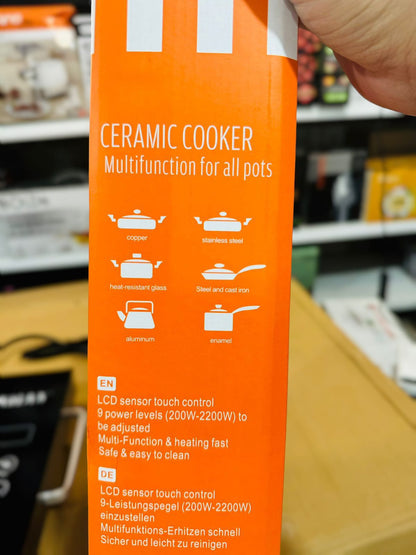 CERAMIC COOKER
Multifunction for all pots
copper
stainless steel
heat-resistant glass
Steel and cast iron
aluminum
enamel
EN
LCD sensor touch control
9 power levels (200W-2200W) to
be adjusted
Multi-Function & heating fast
Safe & easy to clean
DE
LCD sensor touch control
9-Leistungspegel (200W-2200W)
einzustellen
Multifunktions-Erhitzen schnell
Sicher und leicht zu reinigen